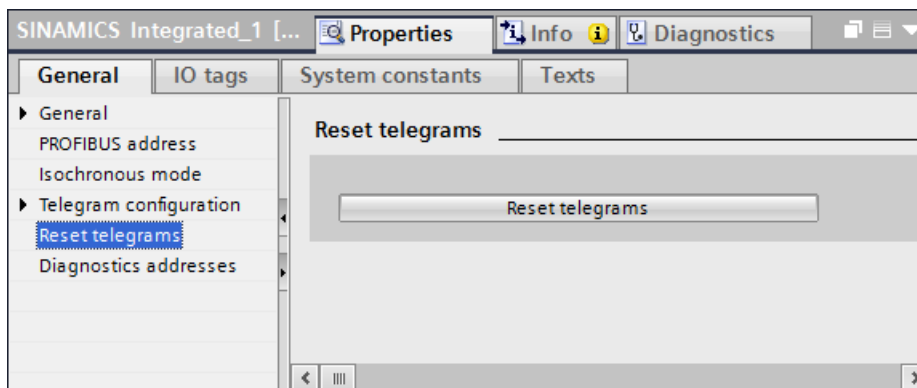 SINAMICS Integrated_1 [... Properties Info Diagnostics
General IO tags System constants Texts
General
PROFIBUS address
Isochronous mode
Telegram configuration
Reset telegrams
Diagnostics addresses
Reset telegrams
Reset telegrams